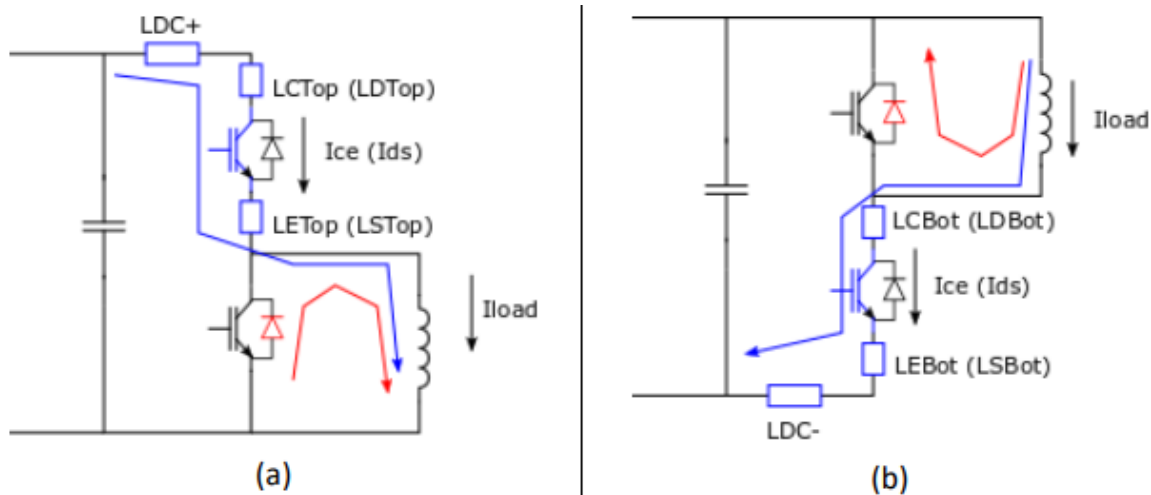 LDC+
LCTop (LDTop)
Ice (Ids)
LETop (LSTop)
Iload
(a)
Iload
LCBot (LDBot)
Ice (Ids)
LEBot (LSBot)
LDC-
(b)